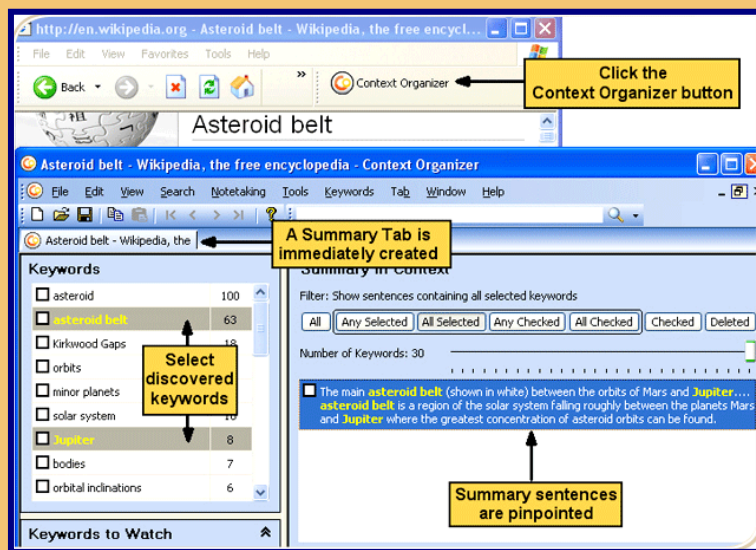 http://en.wikipedia.org - Asteroid belt - Wikipedia, the free encycl...
File Edit View Favorites Tools Help
Back
»
Context Organizer
Click the
Context Organizer button
Asteroid belt
Asteroid belt - Wikipedia, the free encyclopedia - Context Organizer
File Edit View Search Notetaking Tools Keywords Tab Window Help
Asteroid belt - Wikipedia, the
A Summary Tab is
immediately created
Keywords
asteroid 100
asteroid belt 63
Kirkwood Gaps 18
orbits
minor planets
solar system 10
Jupiter 8
bodies 7
orbital inclinations 6
Select
discovered
keywords
Keywords to Watch
Summary in Context
Filter: Show sentences containing all selected keywords
All Any Selected All Selected Any Checked All Checked Checked Deleted
Number of Keywords: 30
The main asteroid belt (shown in white) between the orbits of Mars and Jupiter....
asteroid belt is a region of the solar system falling roughly between the planets Mars
and Jupiter where the greatest concentration of asteroid orbits can be found.
Summary sentences
are pinpointed